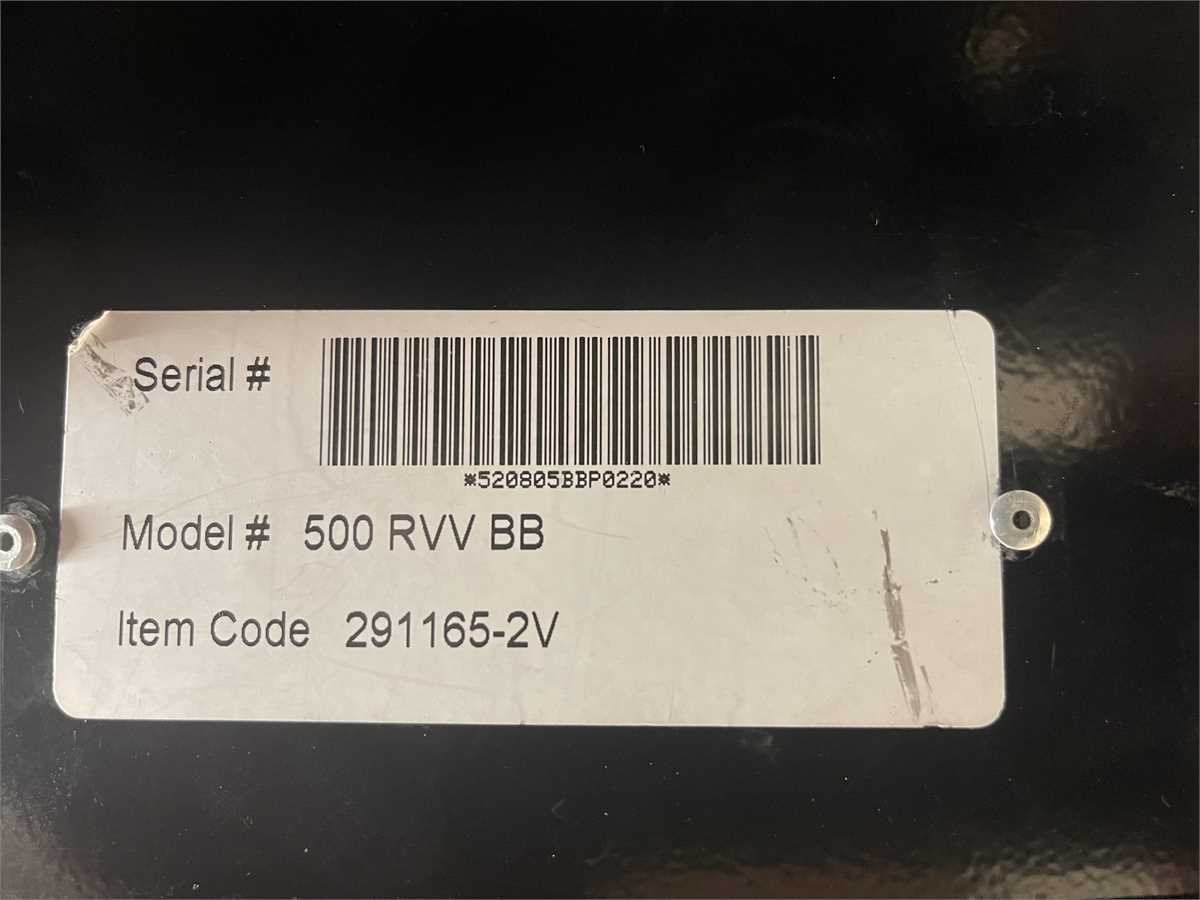 Serial #
*520805BBP0220*
Model # 500 RVV BB
Item Code 291165-2V